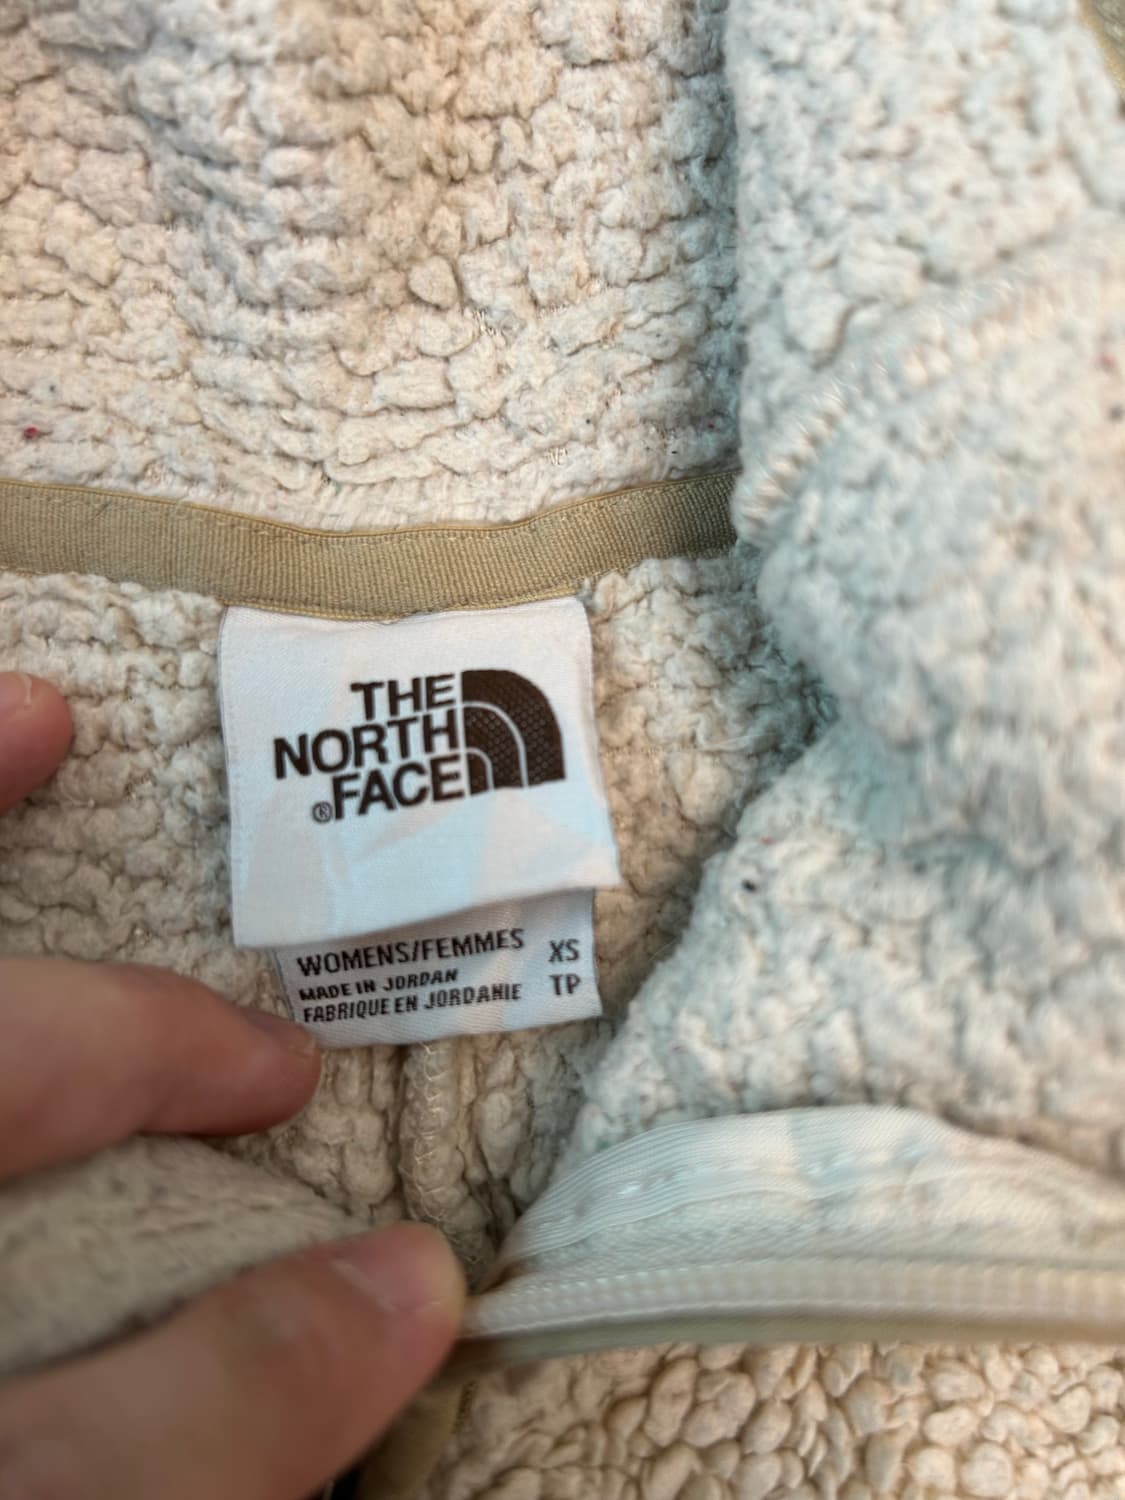 THE
NORTH
®FACE
WOMENS/FEMMES XS
MADE IN JORDAN TP
FABRIQUE EN JORDANIE